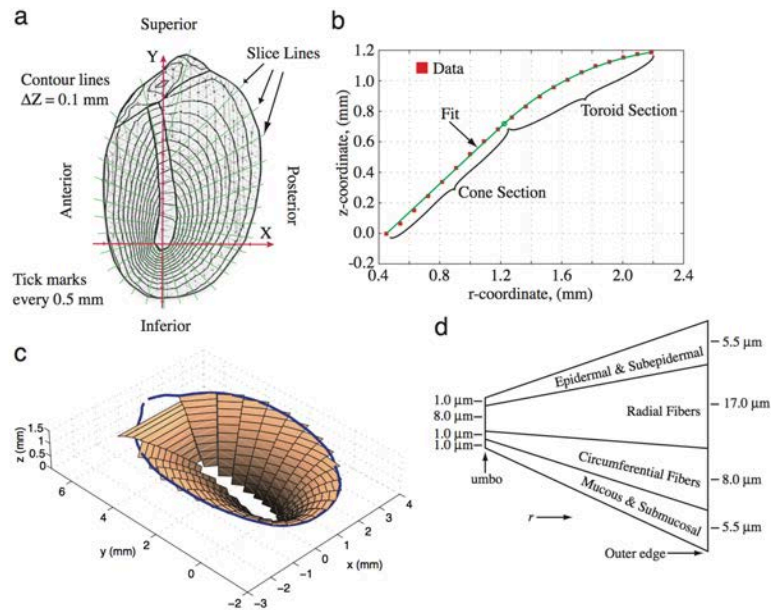 a
Superior
Y
Slice Lines
Contour lines
ΔZ = 0.1 mm
Anterior
Posterior
X
Tick marks
every 0.5 mm
Inferior
b
1.2
1.0
0.8
0.6
0.4
0.2
0.0
-0.2
z-coordinate, (mm)
Data
Fit
Toroid Section
Cone Section
0.4 0.8 1.2 1.6 2.0 2.4
r-coordinate, (mm)
c
z (mm)
1.5
1
0.5
0
6
4
2
0
−2
y (mm)
−3
−2
−1
0
1
2
3
4
x (mm)
d
1.0 μm
8.0 μm
1.0 μm
1.0 μm
umbo
r
Epidermal & Subepidermal
Radial Fibers
Circumferential Fibers
Mucous & Submucosal
5.5 μm
17.0 μm
8.0 μm
5.5 μm
Outer edge